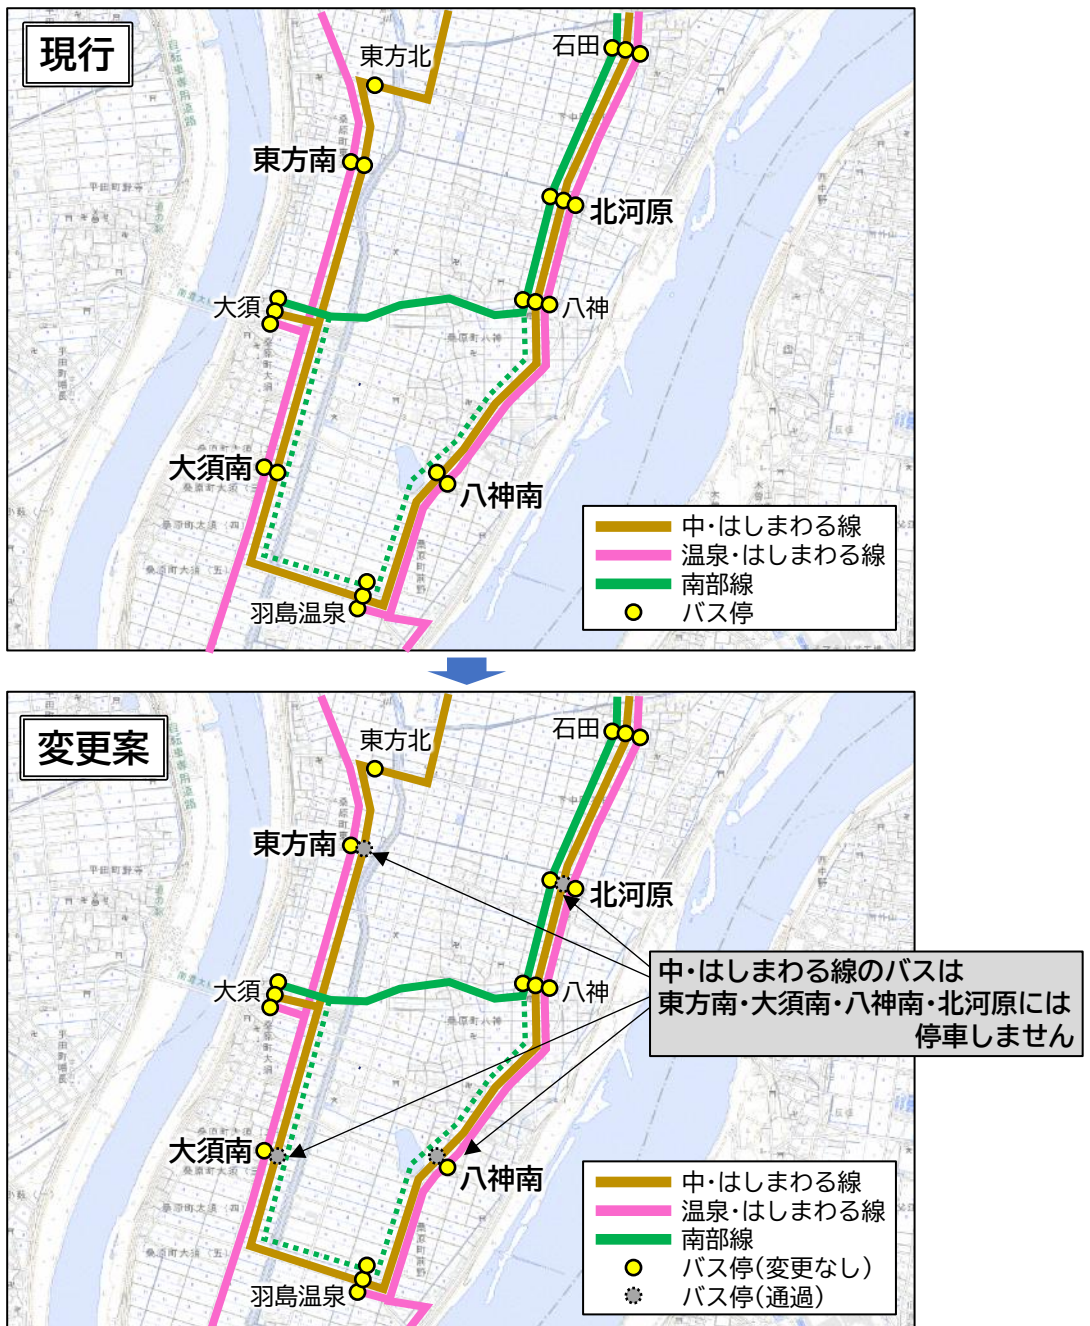 現行
東方北
石田
東方南
北河原
大須
八神
大須南
八神南
羽島温泉
中・はしまわる線
温泉・はしまわる線
南部線
バス停
変更案
東方北
石田
東方南
北河原
大須
八神
中・はしまわる線のバスは
東方南・大須南・八神南・北河原には
停車しません
大須南
八神南
羽島温泉
中・はしまわる線
温泉・はしまわる線
南部線
バス停(変更なし)
バス停(通過)